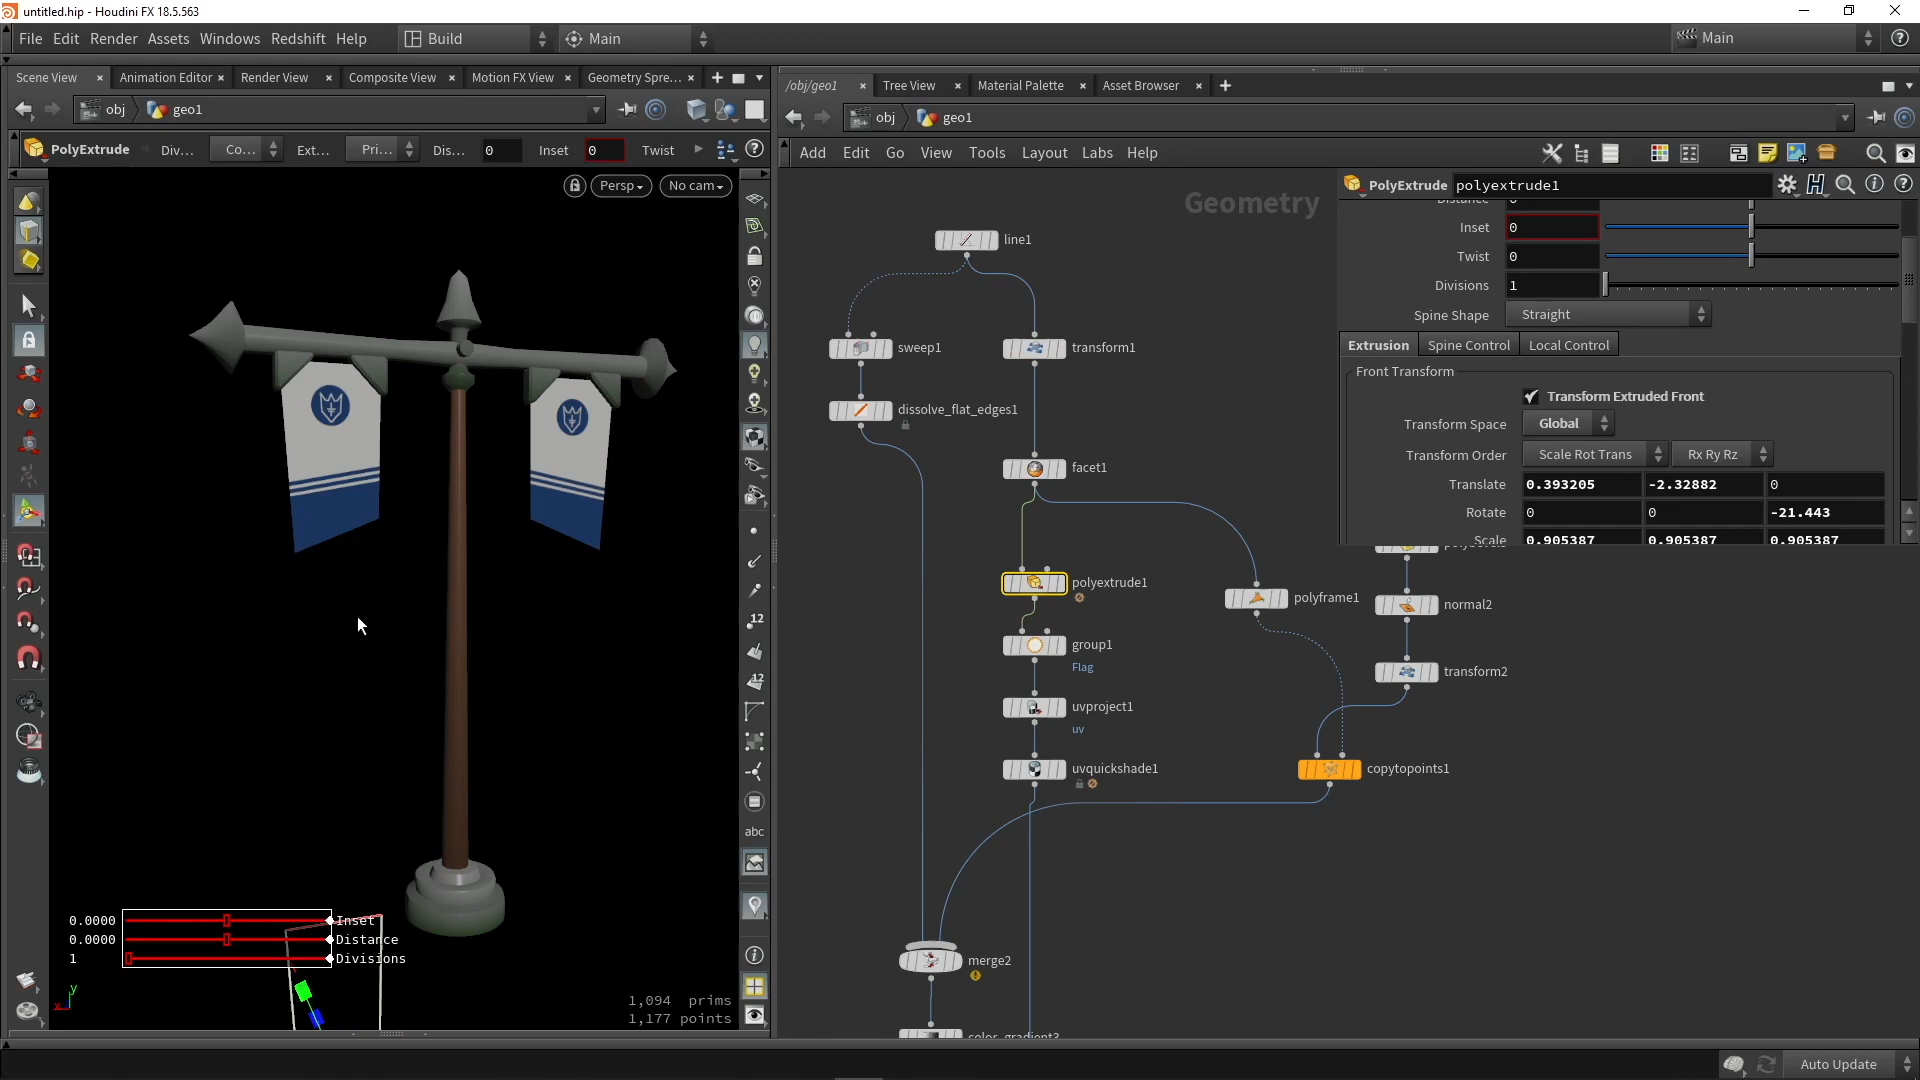 untitled.hip - Houdini FX 18.5.563
File Edit Render Assets Windows Redshift Help
Build
Main
Main
Scene View
Animation Editor
Render View
Composite View
Motion FX View
Geometry Spre...
obj
geo1
PolyExtrude
Div...
Co...
Ext...
Pri...
Dis...
0
Inset
0
Twist
Persp
No cam
12
12
abc
0.0000
Inset
0.0000
Distance
1
Divisions
y
x
1,094 prims
1,177 points
/obj/geo1
Tree View
Material Palette
Asset Browser
obj
geo1
Add Edit Go View Tools Layout Labs Help
Geometry
line1
sweep1
transform1
dissolve_flat_edges1
facet1
polyextrude1
polyframe1
group1
Flag
normal2
transform2
uvproject1
uv
uvquickshade1
copytopoints1
merge2
PolyExtrude
polyextrude1
Distance
0
Inset
0
Twist
0
Divisions
1
Spine Shape
Straight
Extrusion
Spine Control
Local Control
Front Transform
Transform Extruded Front
Transform Space
Global
Transform Order
Scale Rot Trans
Rx Ry Rz
Translate
0.393205
-2.32882
0
Rotate
0
0
-21.443
Scale
0.905387
0.905387
0.905387
Auto Update